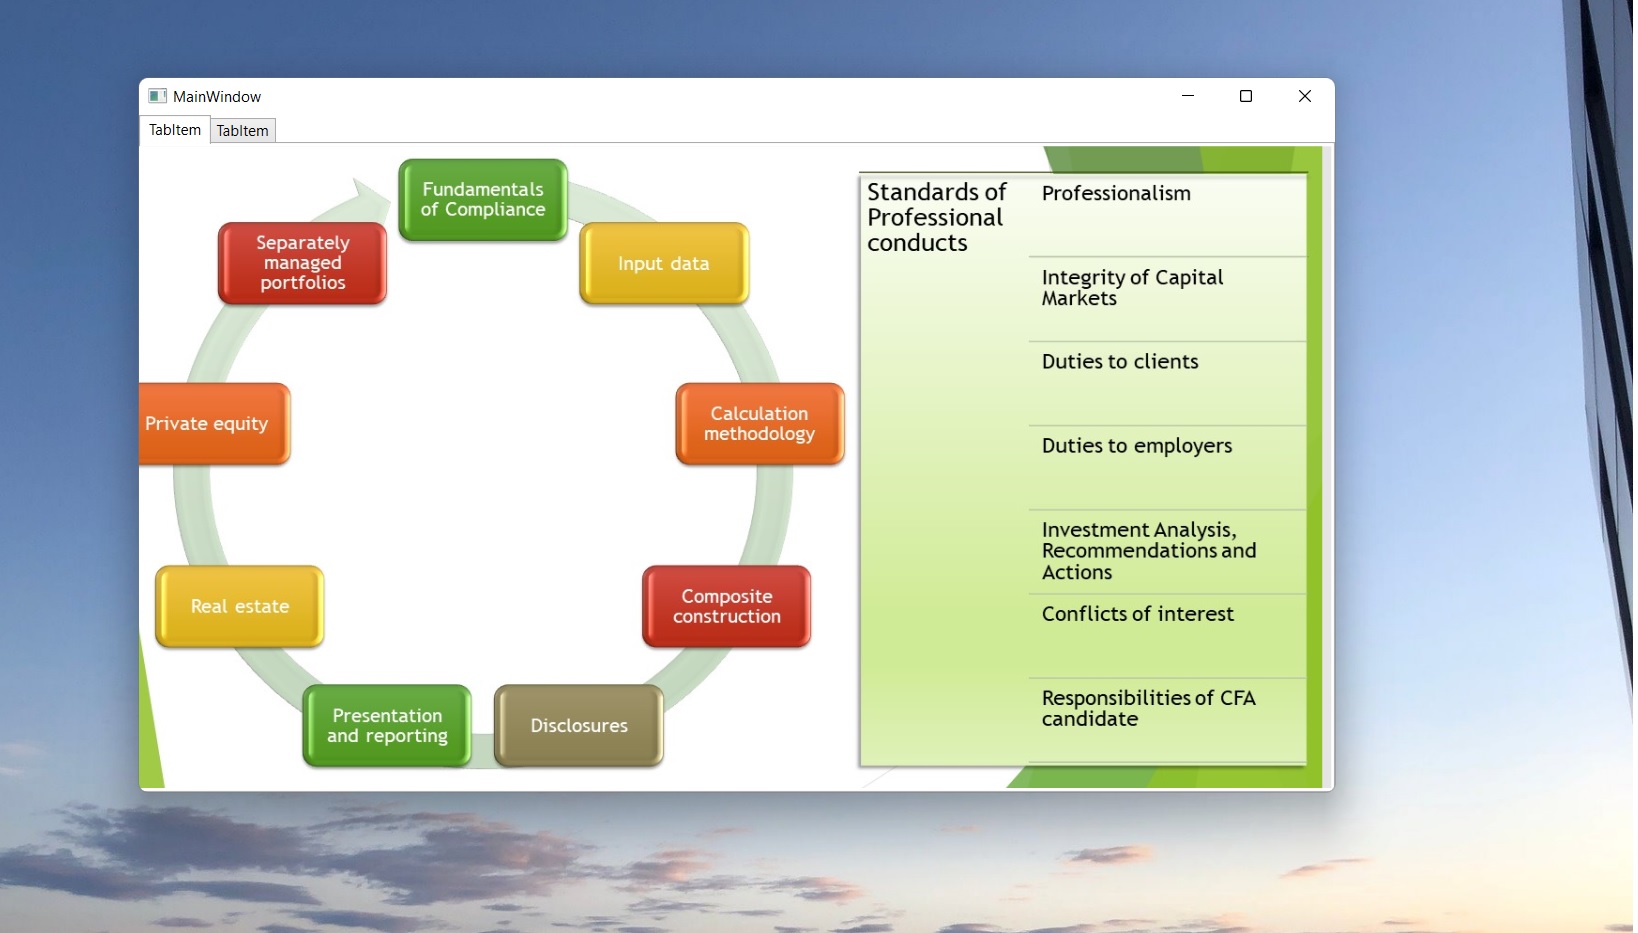 MainWindow
TabItem
TabItem
Fundamentals
of Compliance
Input data
Calculation
methodology
Composite
construction
Disclosures
Presentation
and reporting
Real estate
Private equity
Separately
managed
portfolios
Standards of
Professional
conducts
Professionalism
Integrity of Capital
Markets
Duties to clients
Duties to employers
Investment Analysis,
Recommendations and
Actions
Conflicts of interest
Responsibilities of CFA
candidate